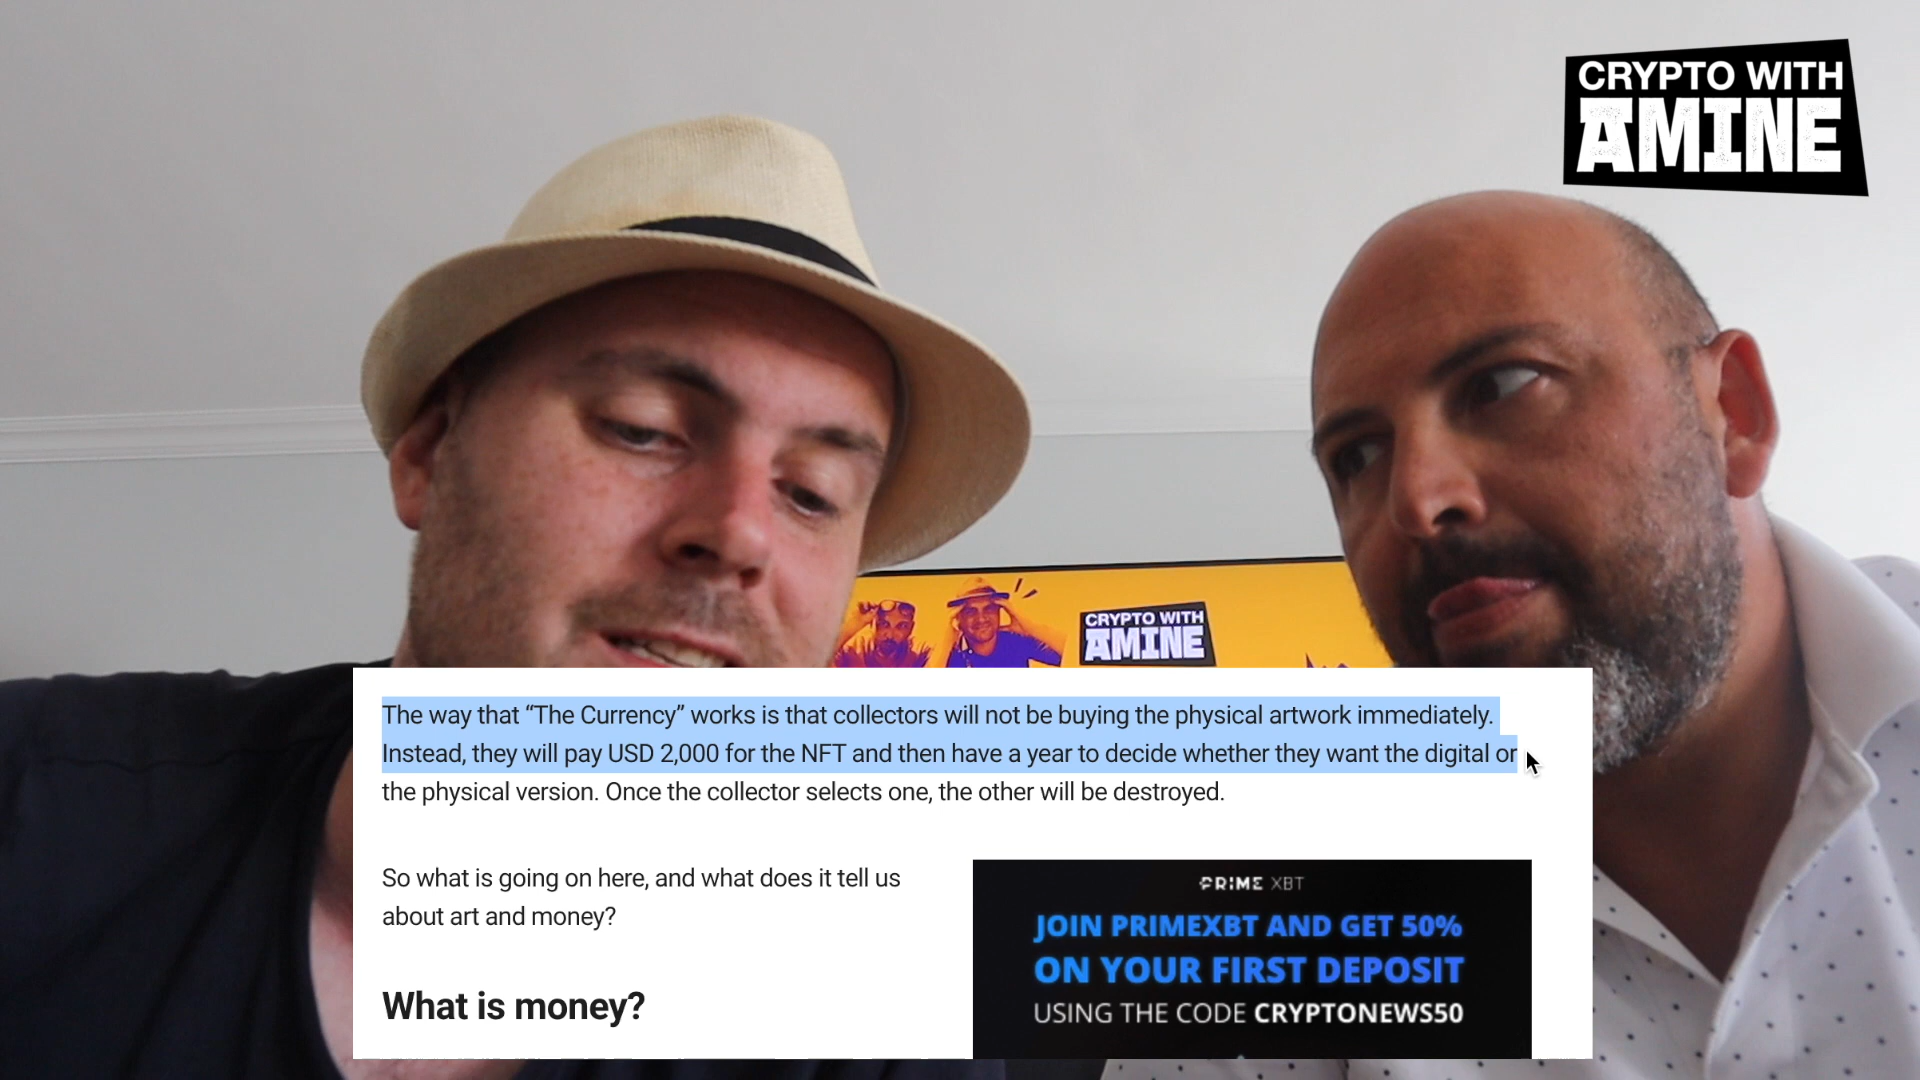 CRYPTO WITH
AMINE
CRYPTO WITH
AMINE
The way that “The Currency” works is that collectors will not be buying the physical artwork immediately.
Instead, they will pay USD 2,000 for the NFT and then have a year to decide whether they want the digital or
the physical version. Once the collector selects one, the other will be destroyed.
So what is going on here, and what does it tell us
about art and money?
What is money?
PRIME XBT
JOIN PRIMEXBT AND GET 50%
ON YOUR FIRST DEPOSIT
USING THE CODE CRYPTONEWS50